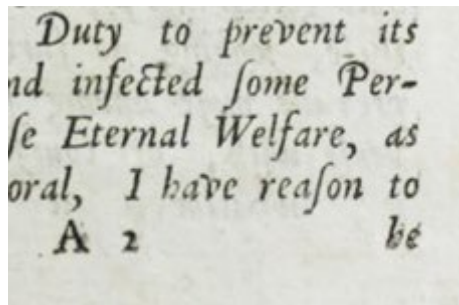 Duty to prevent its
nd infected ſome Per-
ſe Eternal Welfare, as
oral, I have reaſon to
A 2 be